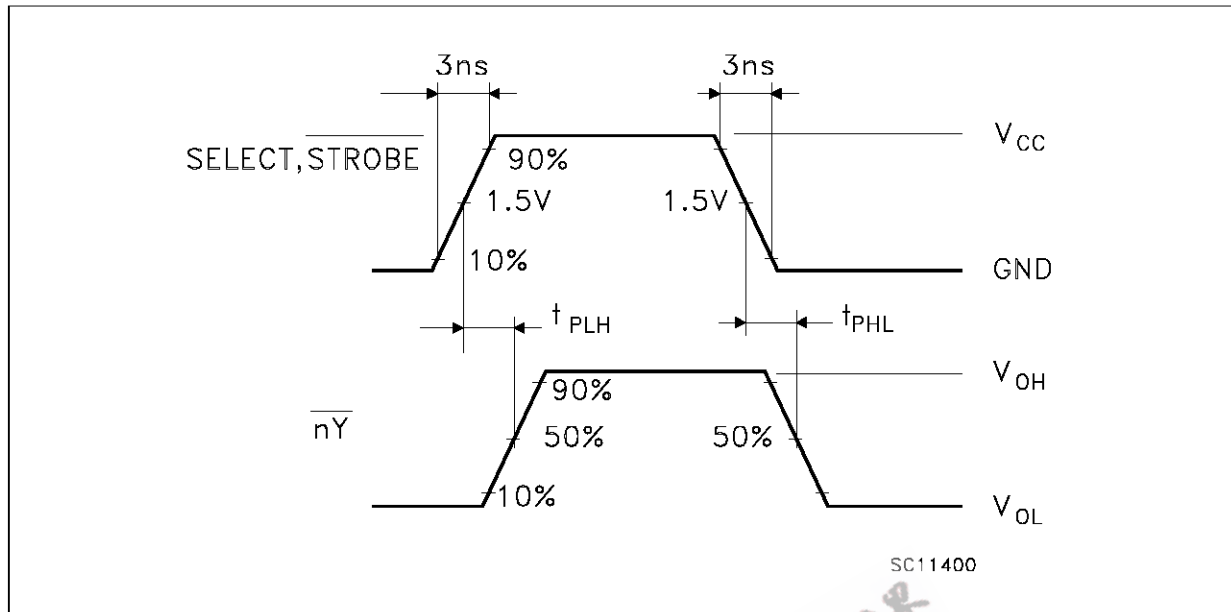 3ns
3ns
SELECT, STROBE
90%
VCC
1.5V
1.5V
10%
GND
tPLH
tPHL
90%
VOH
nY
50%
50%
10%
VOL
SC11400